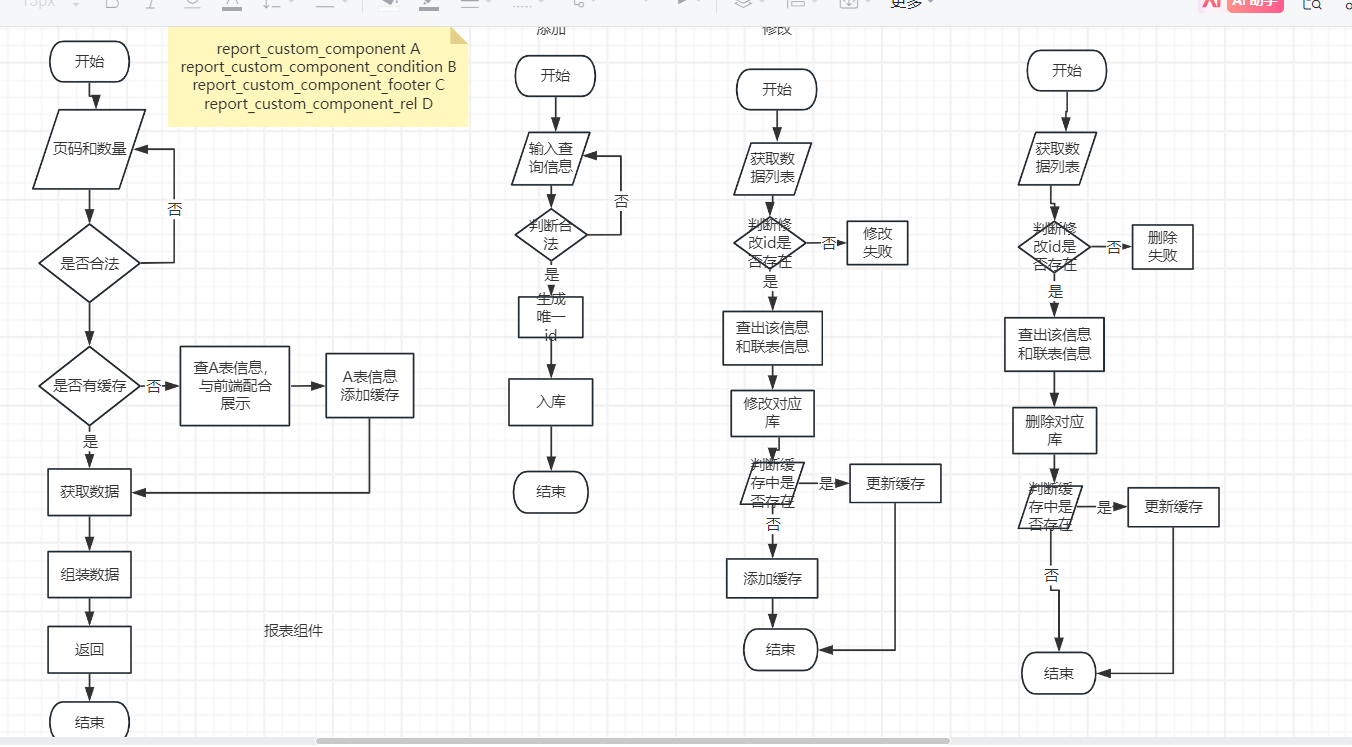 15px
B
更多
AI
AI 助手
开始
页码和数量
否
是否合法
是否有缓存
否
查A表信息，
与前端配合
展示
A表信息
添加缓存
是
获取数据
组装数据
返回
结束
report_custom_component A
report_custom_component_condition B
report_custom_component_footer C
report_custom_component_rel D
报表组件
添加
开始
输入查
询信息
否
判断合
法
是
生成
唯一
id
入库
结束
修改
开始
获取数
据列表
判断修
改id是
否存在
否
修改
失败
是
查出该信息
和联表信息
修改对应
库
判断缓
存中是
否存在
是
更新缓存
否
添加缓存
结束
开始
获取数
据列表
判断修
改id是
否存在
否
删除
失败
是
查出该信息
和联表信息
删除对应
库
判断缓
存中是
否存在
是
更新缓存
否
结束